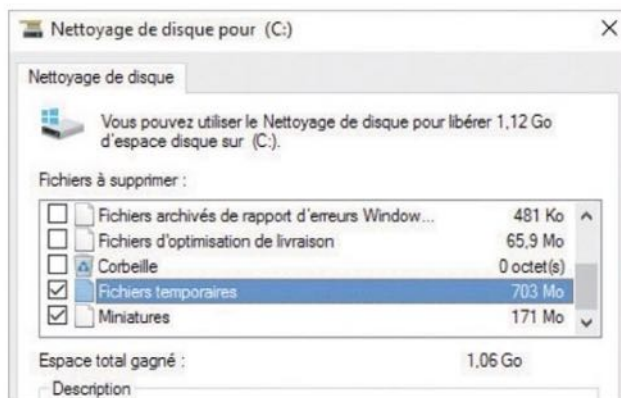 Nettoyage de disque pour (C:)
Nettoyage de disque
Vous pouvez utiliser le Nettoyage de disque pour libérer 1,12 Go
d'espace disque sur (C:).
Fichiers à supprimer :
Fichiers archivés de rapport d'erreurs Window... 481 Ko
Fichiers d'optimisation de livraison 65,9 Mo
Corbeille 0 octet(s)
Fichiers temporaires 703 Mo
Miniatures 171 Mo
Espace total gagné : 1,06 Go
Description